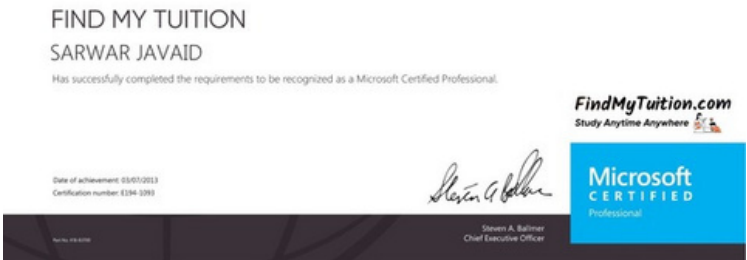 FIND MY TUITION
SARWAR JAVAID
Has successfully completed the requirements to be recognized as a Microsoft Certified Professional.
FindMyTuition.com
Study Anytime Anywhere
Date of achievement: 03/07/2013
Certification number: E194-1093
Microsoft
CERTIFIED
Professional
Steven A. Ballmer
Chief Executive Officer
Part No.